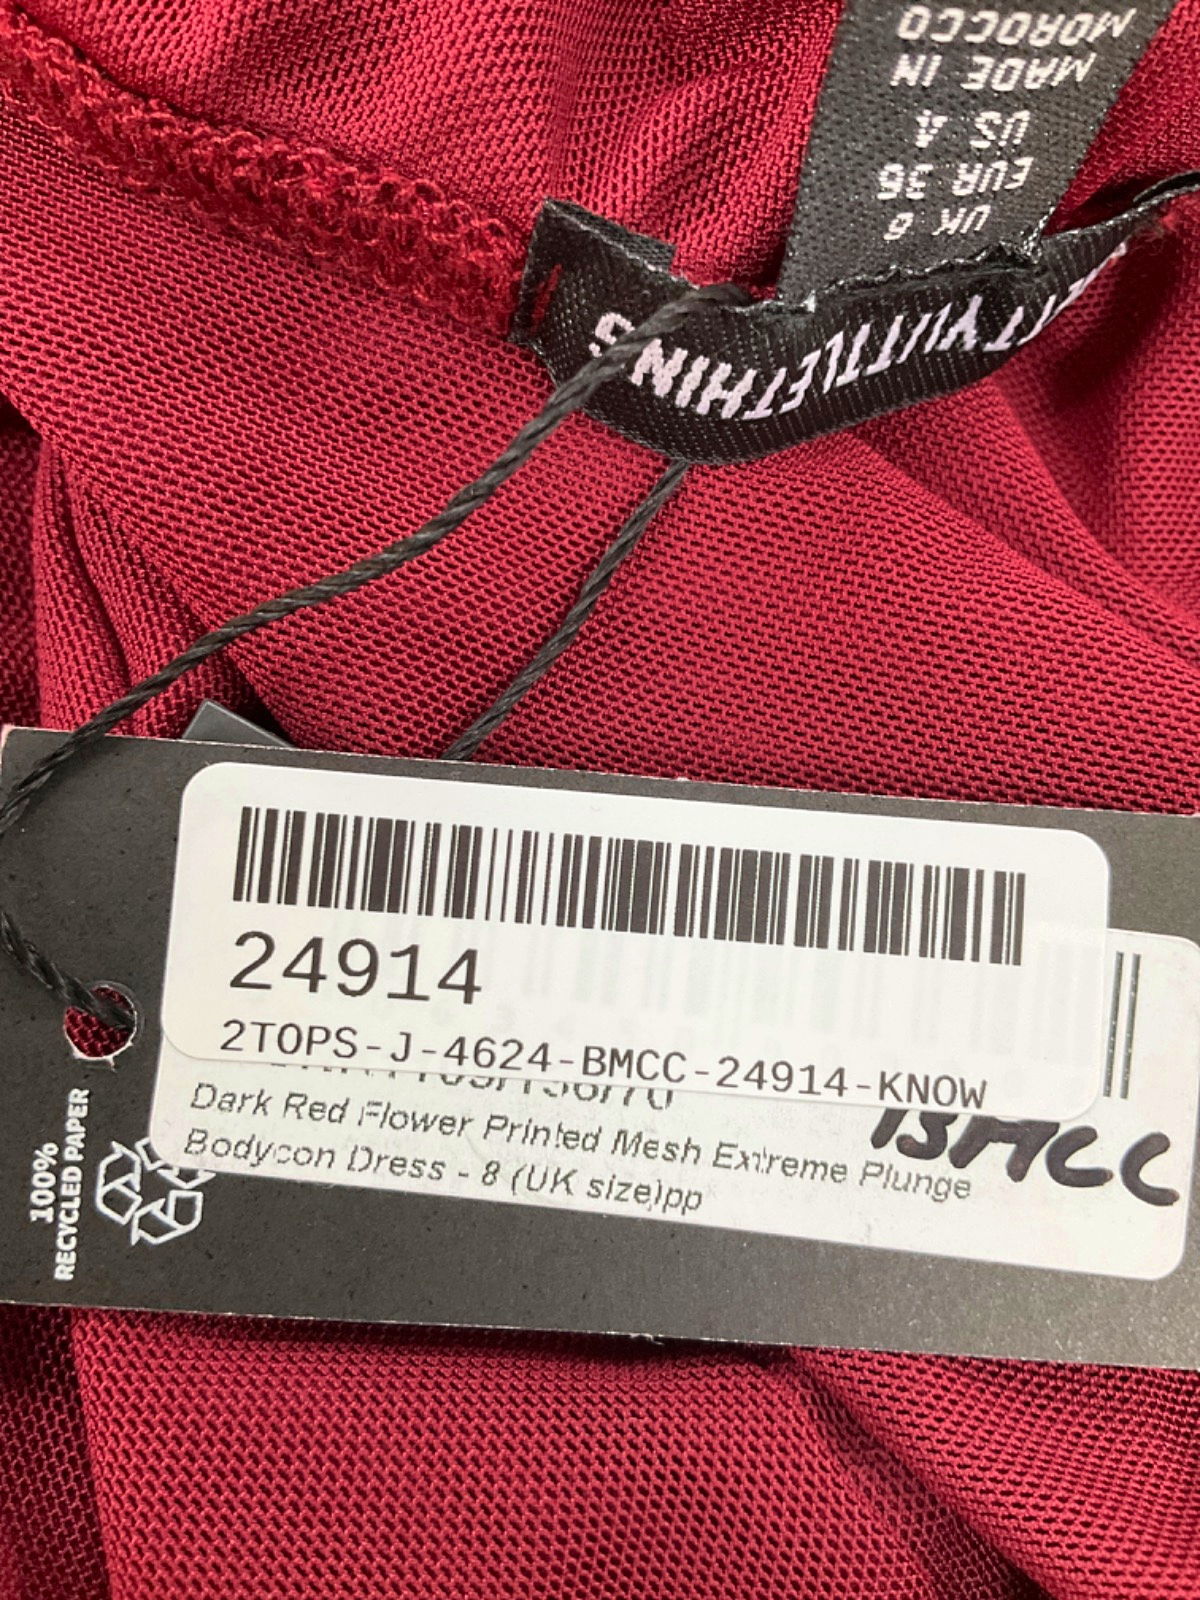 UK 8
EUR 36
US 4
MADE IN
MOROCCO
24914
2TOPS-J-4624-BMCC-24914-KNOW
Dark Red Flower Printed Mesh Extreme Plunge
Bodycon Dress - 8 (UK size)pp
BMCC
100%
RECYCLED PAPER